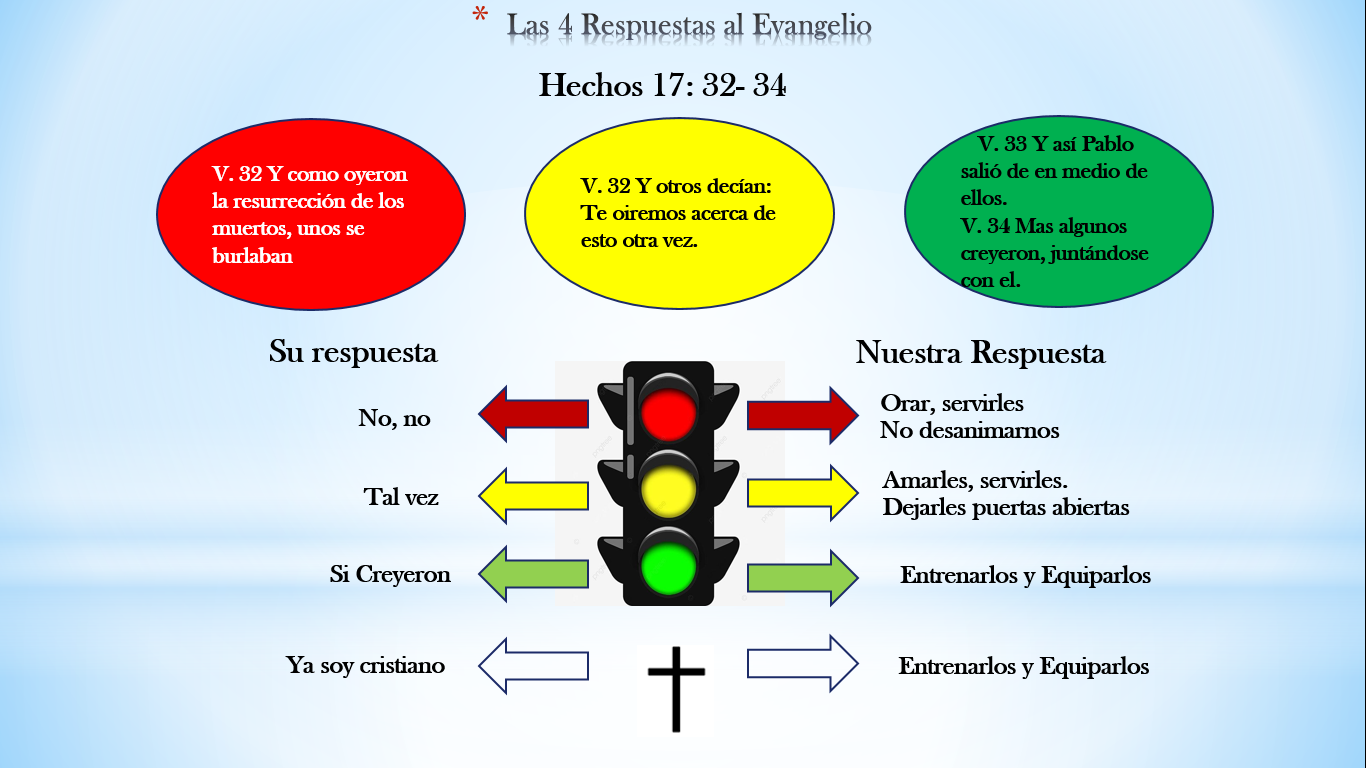 * Las 4 Respuestas al Evangelio
Hechos 17: 32- 34
V. 32 Y como oyeron
la resurrección de los
muertos, unos se
burlaban
V. 32 Y otros decían:
Te oiremos acerca de
esto otra vez.
V. 33 Y así Pablo
salió de en medio de
ellos.
V. 34 Mas algunos
creyeron, juntándose
con el.
Su respuesta
Nuestra Respuesta
No, no
Orar, servirles
No desanimarnos
Tal vez
Amarles, servirles.
Dejarles puertas abiertas
Si Creyeron
Entrenarlos y Equiparlos
Ya soy cristiano
Entrenarlos y Equiparlos